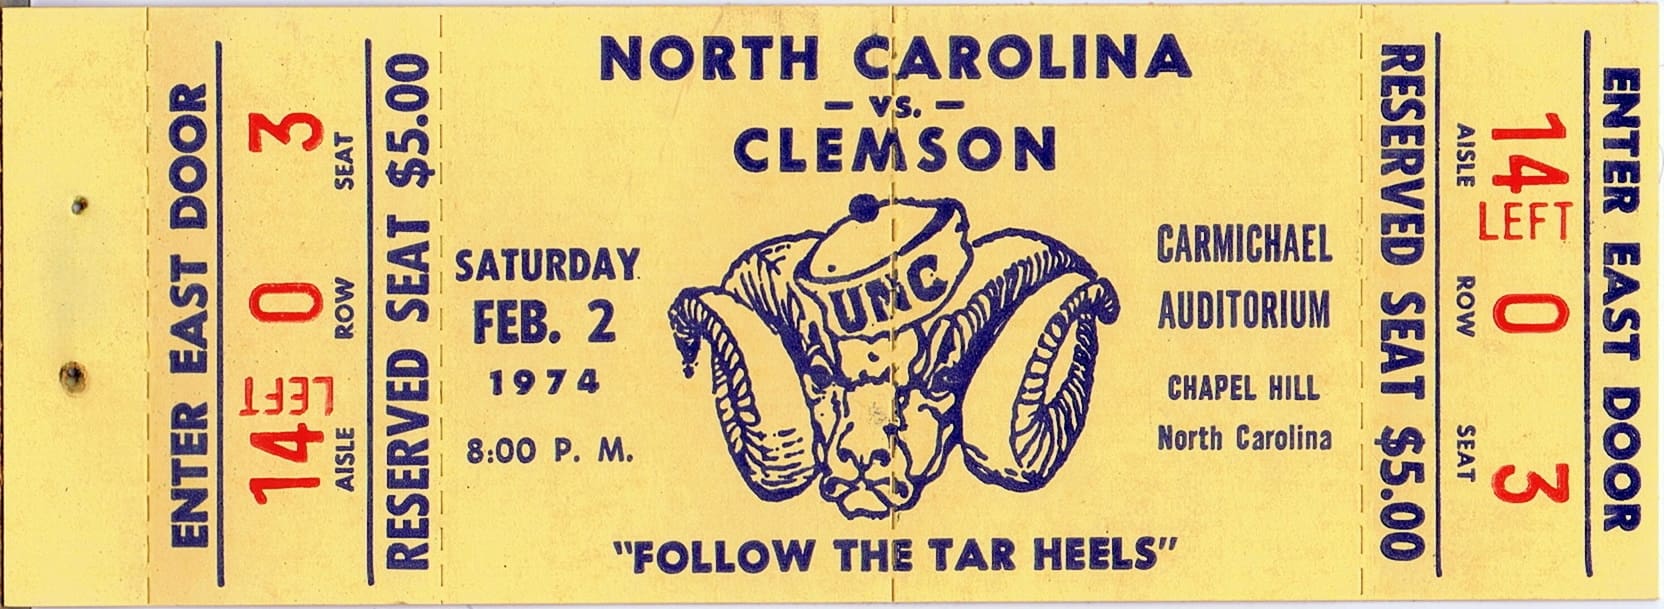 ENTER EAST DOOR
14 LEFT 0 3
AISLE ROW SEAT
RESERVED SEAT $5.00
NORTH CAROLINA
- vs. -
CLEMSON
SATURDAY
FEB. 2
1974
8:00 P. M.
UNC
CARMICHAEL
AUDITORIUM
CHAPEL HILL
North Carolina
"FOLLOW THE TAR HEELS"
RESERVED SEAT $5.00
AISLE ROW SEAT
14 LEFT 0 3
ENTER EAST DOOR